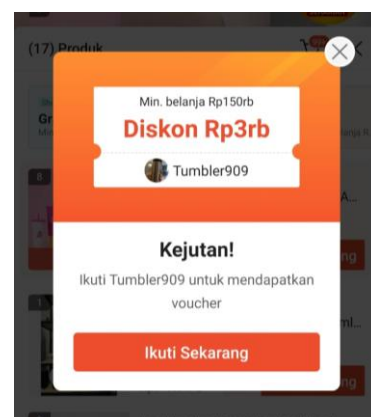 (17) Produk
Min. belanja Rp150rb
Diskon Rp3rb
Tumbler909
Kejutan!
Ikuti Tumbler909 untuk mendapatkan
voucher
Ikuti Sekarang